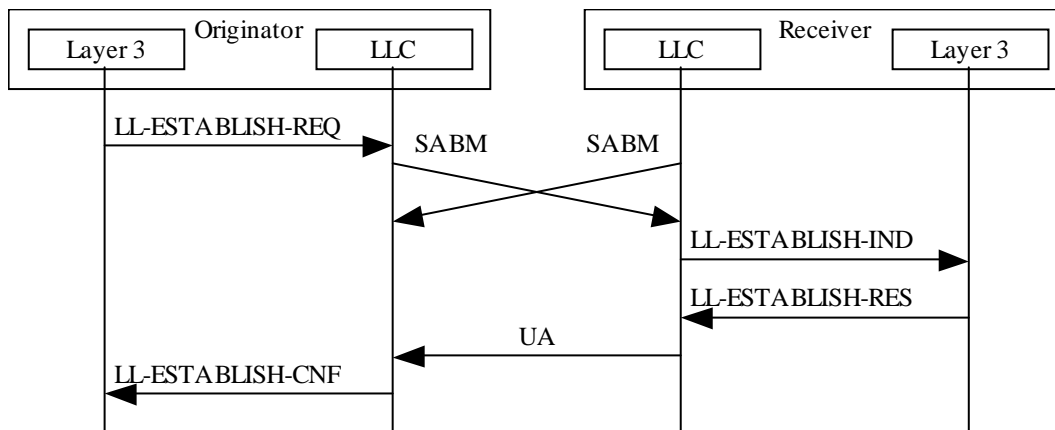 Originator
Receiver
Layer 3
LLC
LLC
Layer 3
LL-ESTABLISH-REQ
SABM
SABM
LL-ESTABLISH-IND
LL-ESTABLISH-RES
UA
LL-ESTABLISH-CNF